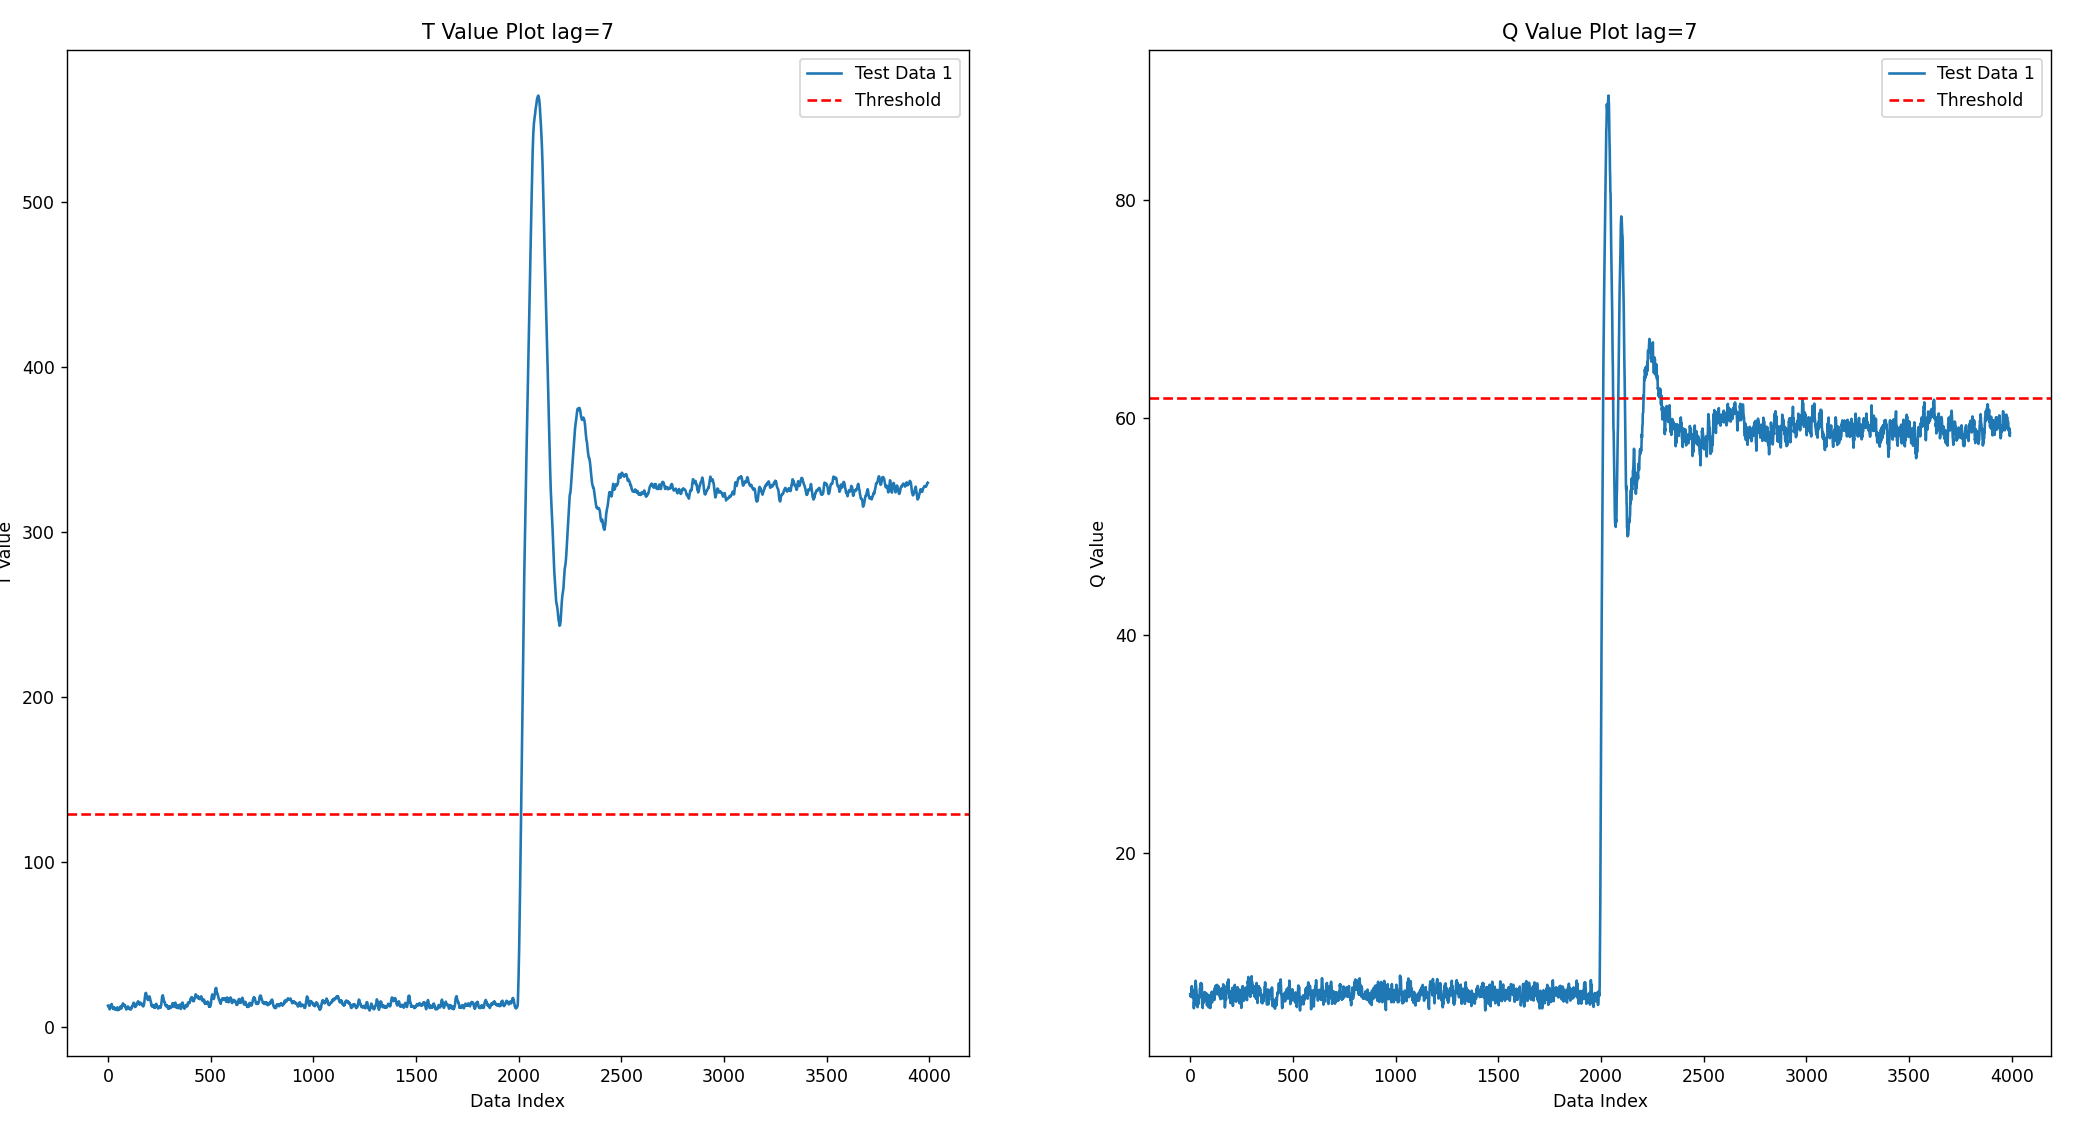 T Value Plot lag=7
Test Data 1
Threshold
500
400
300
200
100
0
T Value
0 500 1000 1500 2000 2500 3000 3500 4000
Data Index
Q Value Plot lag=7
Test Data 1
Threshold
80
60
40
20
Q Value
0 500 1000 1500 2000 2500 3000 3500 4000
Data Index